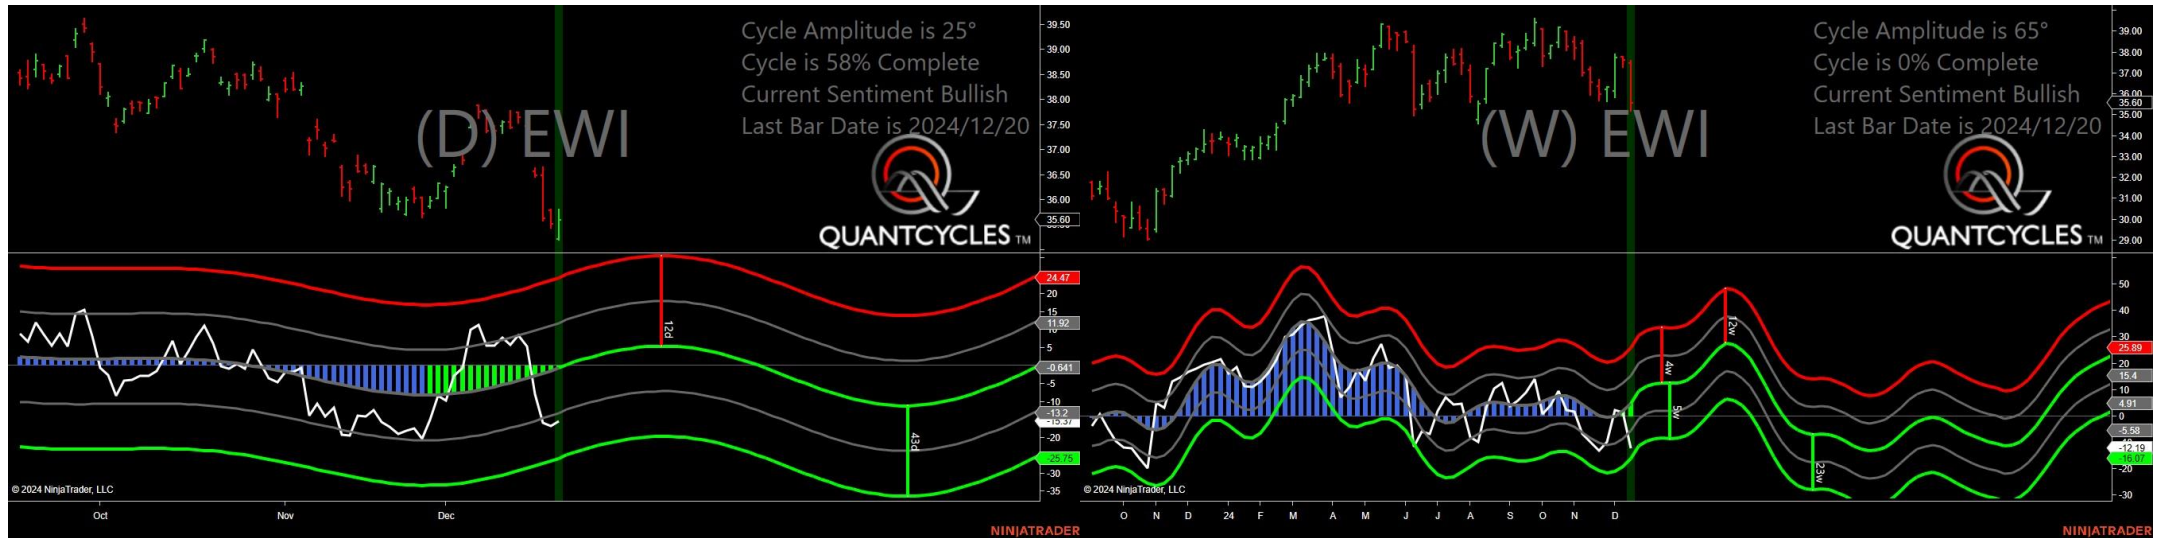 Cycle Amplitude is 25°
Cycle is 58% Complete
Current Sentiment Bullish
Last Bar Date is 2024/12/20
(D) EWI
QUANTCYCLES TM
39.50
39.00
38.50
38.00
37.50
37.00
36.50
36.00
35.60
24.47
20
15
11.92
5
-0.641
-5
-10
-13.2
-15.37
-20
-25.75
-30
-35
12d
43d
© 2024 NinjaTrader, LLC
Oct Nov Dec
NINJATRADER
Cycle Amplitude is 65°
Cycle is 0% Complete
Current Sentiment Bullish
Last Bar Date is 2024/12/20
(W) EWI
QUANTCYCLES TM
39.00
38.00
37.00
36.00
35.60
35.00
34.00
33.00
32.00
31.00
30.00
29.00
50
40
30
25.89
20
15.4
10
4.91
0
-5.58
-12.19
-16.07
-20
-30
4w
5w
12w
23w
© 2024 NinjaTrader, LLC
O N D 24 F M A M J J A S O N D
NINJATRADER